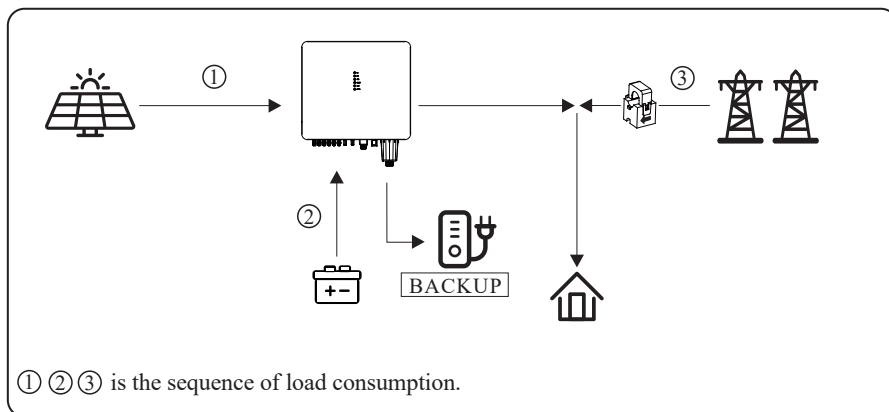 ①
③
②
BACKUP
① ② ③ is the sequence of load consumption.